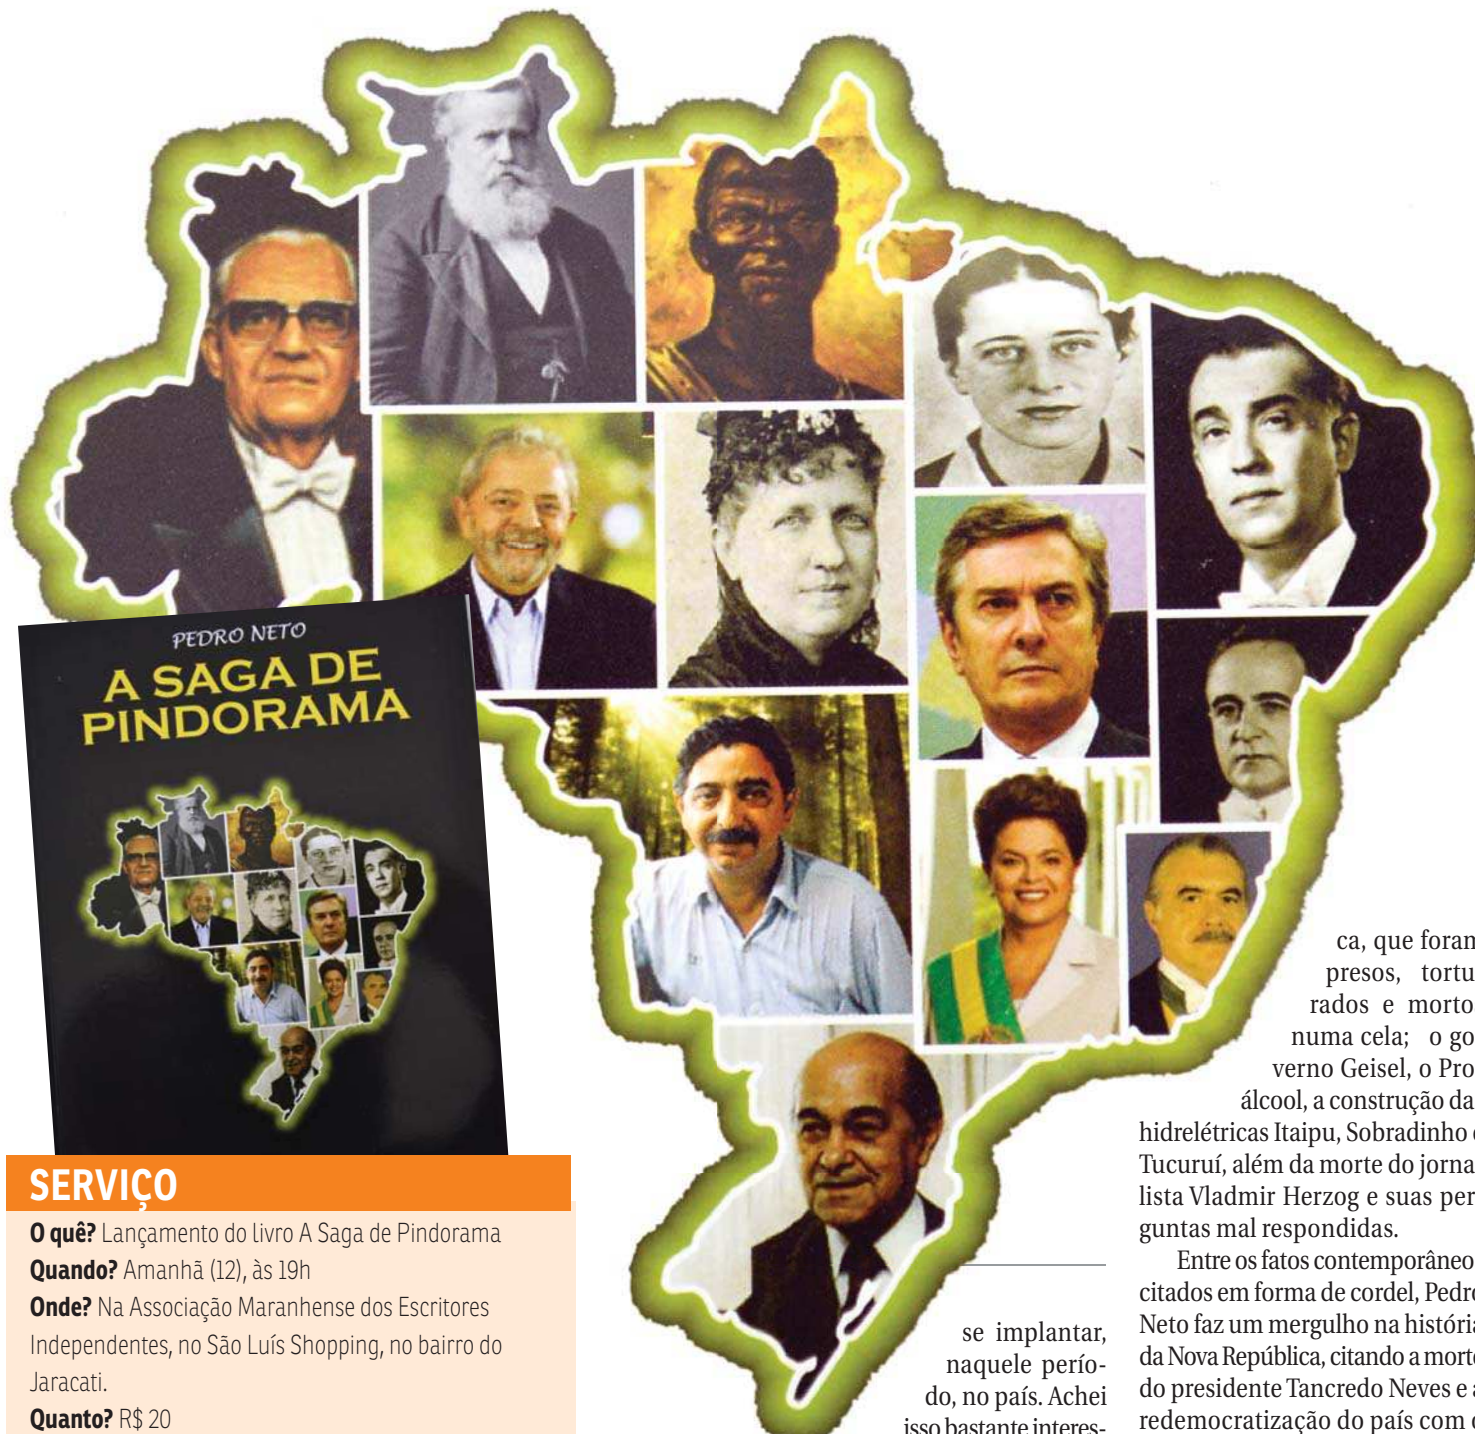 PEDRO NETO
A SAGA DE
PINDORAMA
SERVIÇO
O quê? Lançamento do livro A Saga de Pindorama
Quando? Amanhã (12), às 19h
Onde? Na Associação Maranhense dos Escritores
Independentes, no São Luís Shopping, no bairro do
Jaracati.
Quanto? R$ 20
se implantar,
naquele perío-
do, no país. Achei
isso bastante interes-
ca, que foram
presos, tortu
rados e morto
numa cela; o go
verno Geisel, o Pro
álcool, a construção da
hidrelétricas Itaipu, Sobradinho e
Tucuruí, além da morte do jorna
lista Vladmir Herzog e suas per
guntas mal respondidas.
Entre os fatos contemporâneo
citados em forma de cordel, Pedro
Neto faz um mergulho na história
da Nova República, citando a morte
do presidente Tancredo Neves e a
redemocratização do país com o